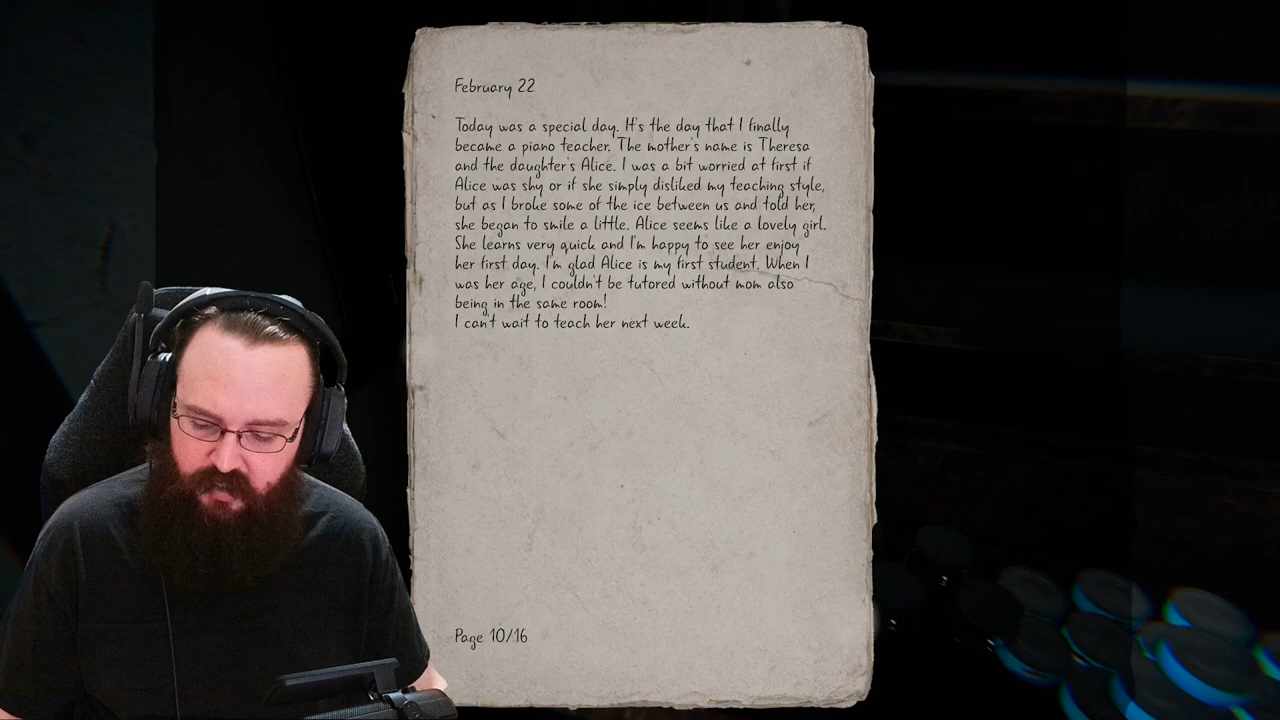 February 22
Today was a special day. It's the day that I finally
became a piano teacher. The mother's name is Theresa
and the daughter's Alice. I was a bit worried at first if
Alice was shy or if she simply disliked my teaching style,
but as I broke some of the ice between us and told her,
she began to smile a little. Alice seems like a lovely girl.
She learns very quick and I'm happy to see her enjoy
her first day. I'm glad Alice is my first student. When I
was her age, I couldn't be tutored without mom also
being in the same room!
I can't wait to teach her next week.
Page 10/16